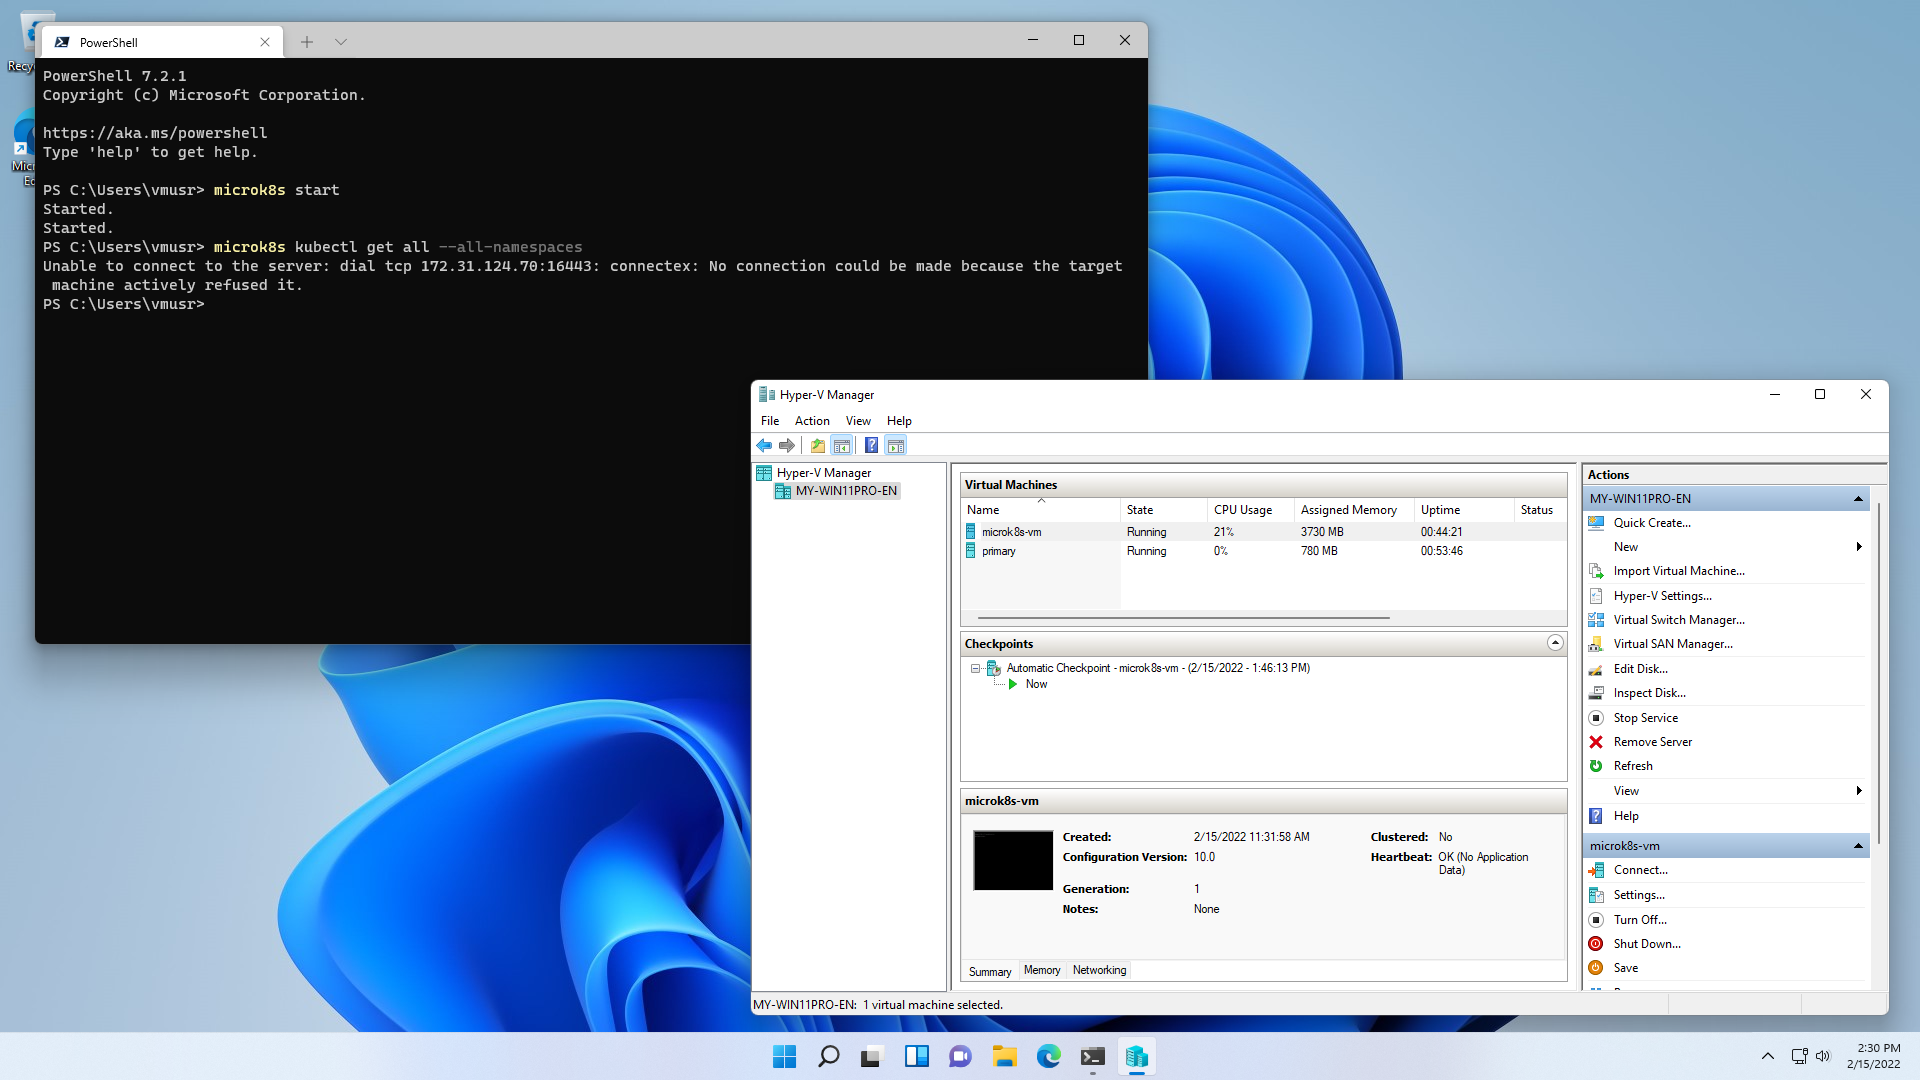 Recy
Micr
Ed
PowerShell
PowerShell 7.2.1
Copyright (c) Microsoft Corporation.
https://aka.ms/powershell
Type 'help' to get help.
PS C:\Users\vmusr> microk8s start
Started.
Started.
PS C:\Users\vmusr> microk8s kubectl get all --all-namespaces
Unable to connect to the server: dial tcp 172.31.124.70:16443: connectex: No connection could be made because the target
machine actively refused it.
PS C:\Users\vmusr>
Hyper-V Manager
File Action View Help
Hyper-V Manager
MY-WIN11PRO-EN
Virtual Machines
Name State CPU Usage Assigned Memory Uptime Status
microk8s-vm Running 21% 3730 MB 00:44:21
primary Running 0% 780 MB 00:53:46
Checkpoints
Automatic Checkpoint - microk8s-vm - (2/15/2022 - 1:46:13 PM)
Now
microk8s-vm
Created: 2/15/2022 11:31:58 AM Clustered: No
Configuration Version: 10.0 Heartbeat: OK (No Application
Data)
Generation: 1
Notes: None
Summary Memory Networking
Actions
MY-WIN11PRO-EN
Quick Create...
New
Import Virtual Machine...
Hyper-V Settings...
Virtual Switch Manager...
Virtual SAN Manager...
Edit Disk...
Inspect Disk...
Stop Service
Remove Server
Refresh
View
Help
microk8s-vm
Connect...
Settings...
Turn Off...
Shut Down...
Save
MY-WIN11PRO-EN: 1 virtual machine selected.
2:30 PM
2/15/2022